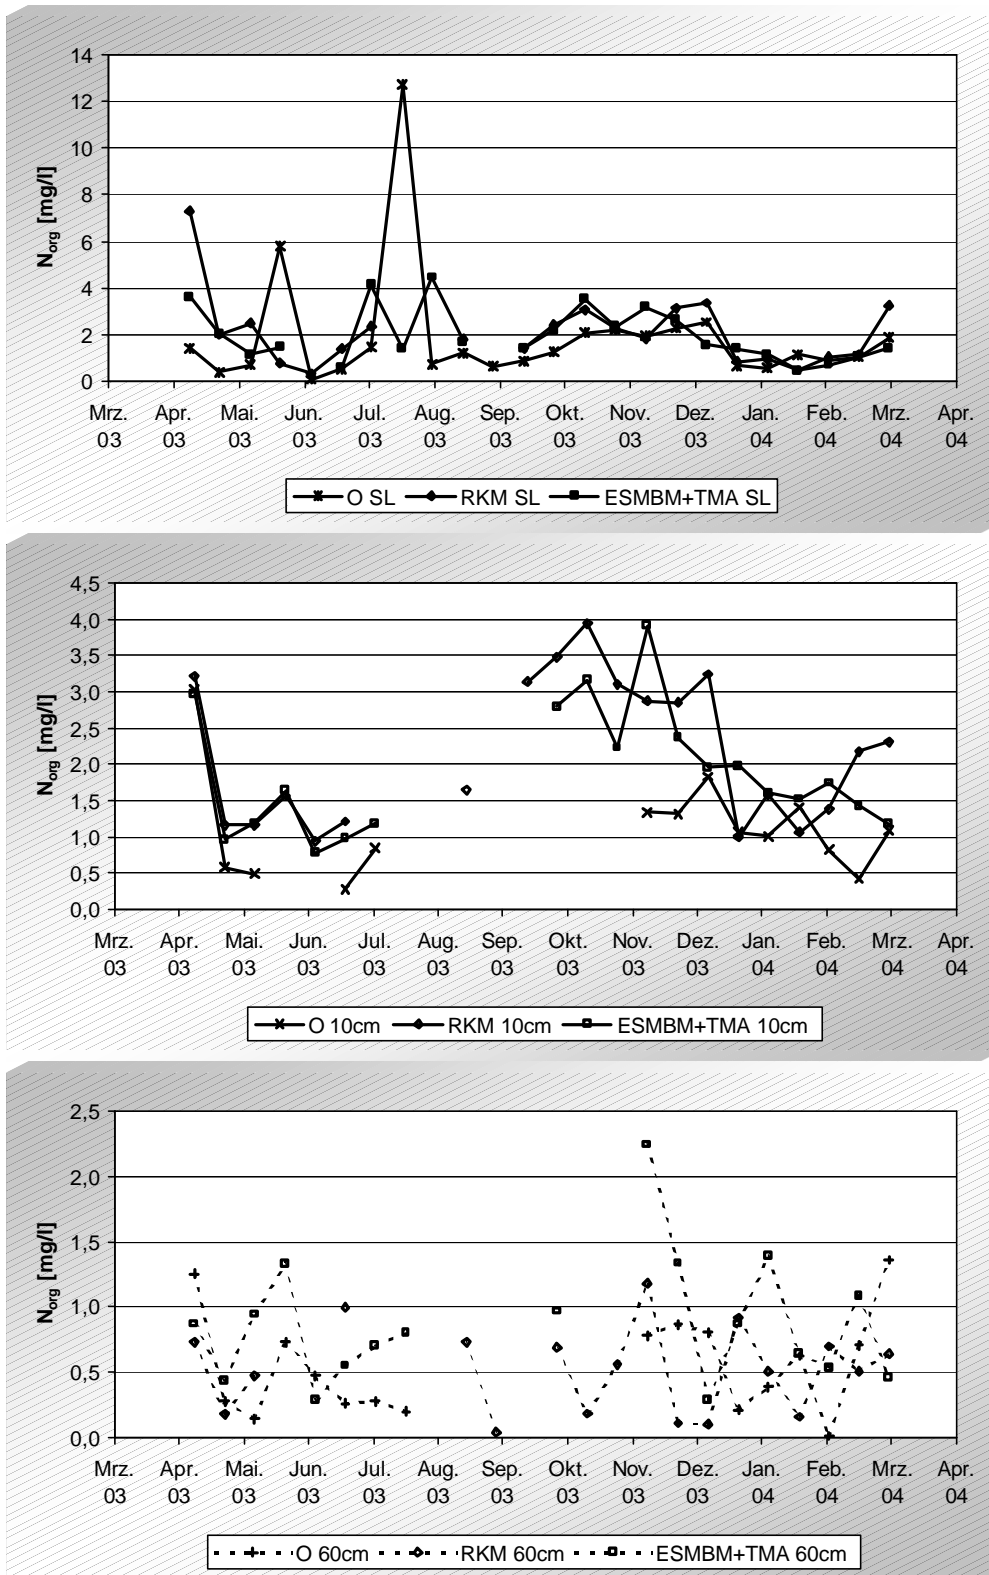 14
12
10
8
6
4
2
0
N_org [mg/l]
Mrz. Apr. Mai. Jun. Jul. Aug. Sep. Okt. Nov. Dez. Jan. Feb. Mrz. Apr.
03 03 03 03 03 03 03 03 03 03 04 04 04 04
O SL RKM SL ESMBM+TMA SL
4,5
4,0
3,5
3,0
2,5
2,0
1,5
1,0
0,5
0,0
N_org [mg/l]
Mrz. Apr. Mai. Jun. Jul. Aug. Sep. Okt. Nov. Dez. Jan. Feb. Mrz. Apr.
03 03 03 03 03 03 03 03 03 03 04 04 04 04
O 10cm RKM 10cm ESMBM+TMA 10cm
2,5
2,0
1,5
1,0
0,5
0,0
N_org [mg/l]
Mrz. Apr. Mai. Jun. Jul. Aug. Sep. Okt. Nov. Dez. Jan. Feb. Mrz. Apr.
03 03 03 03 03 03 03 03 03 03 04 04 04 04
O 60cm RKM 60cm ESMBM+TMA 60cm